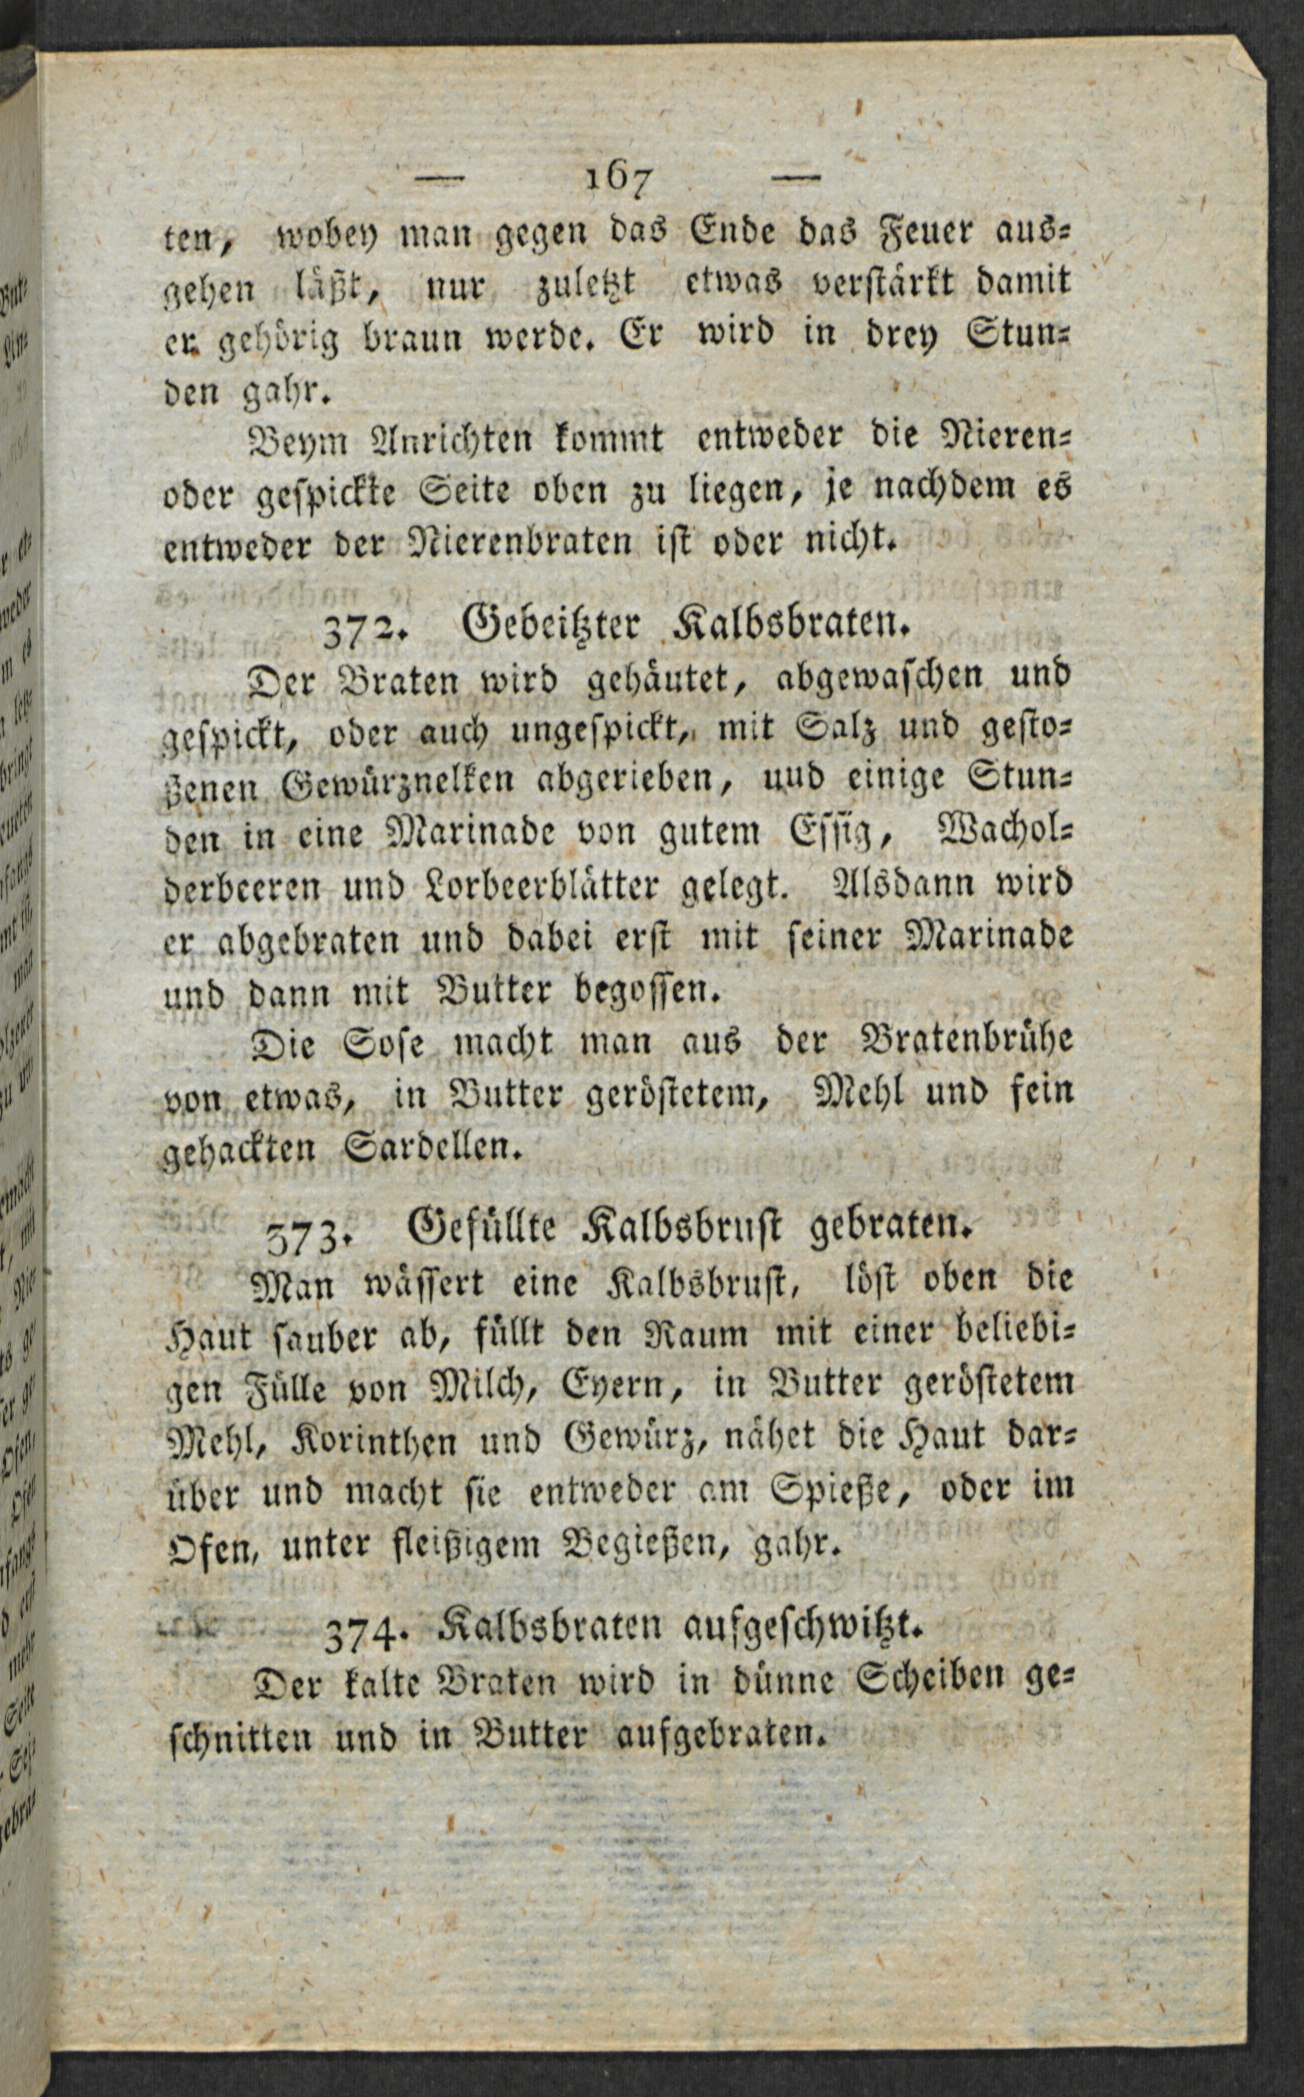 — 167 —
ten, wobey man gegen das Ende das Feuer aus-
gehen läßt, nur zuletzt etwas verstärkt damit
er gehörig braun werde. Er wird in drey Stun-
den gahr.
Beym Anrichten kommt entweder die Nieren-
oder gespickte Seite oben zu liegen, je nachdem es
entweder der Nierenbraten ist oder nicht.
372. Gebeitzter Kalbsbraten.
Der Braten wird gehäutet, abgewaschen und
gespickt, oder auch ungespickt, mit Salz und gesto-
ßenen Gewürznelken abgerieben, und einige Stun-
den in eine Marinade von gutem Essig, Wachol-
derbeeren und Lorbeerblätter gelegt. Alsdann wird
er abgebraten und dabei erst mit seiner Marinade
und dann mit Butter begossen.
Die Sose macht man aus der Bratenbrühe
von etwas, in Butter geröstetem, Mehl und fein
gehackten Sardellen.
373. Gefüllte Kalbsbrust gebraten.
Man wässert eine Kalbsbrust, löst oben die
Haut sauber ab, füllt den Raum mit einer beliebi-
gen Fülle von Milch, Eyern, in Butter geröstetem
Mehl, Korinthen und Gewürz, nähet die Haut dar-
über und macht sie entweder am Spieße, oder im
Ofen, unter fleißigem Begießen, gahr.
374. Kalbsbraten aufgeschwitzt.
Der kalte Braten wird in dünne Scheiben ge-
schnitten und in Butter aufgebraten.